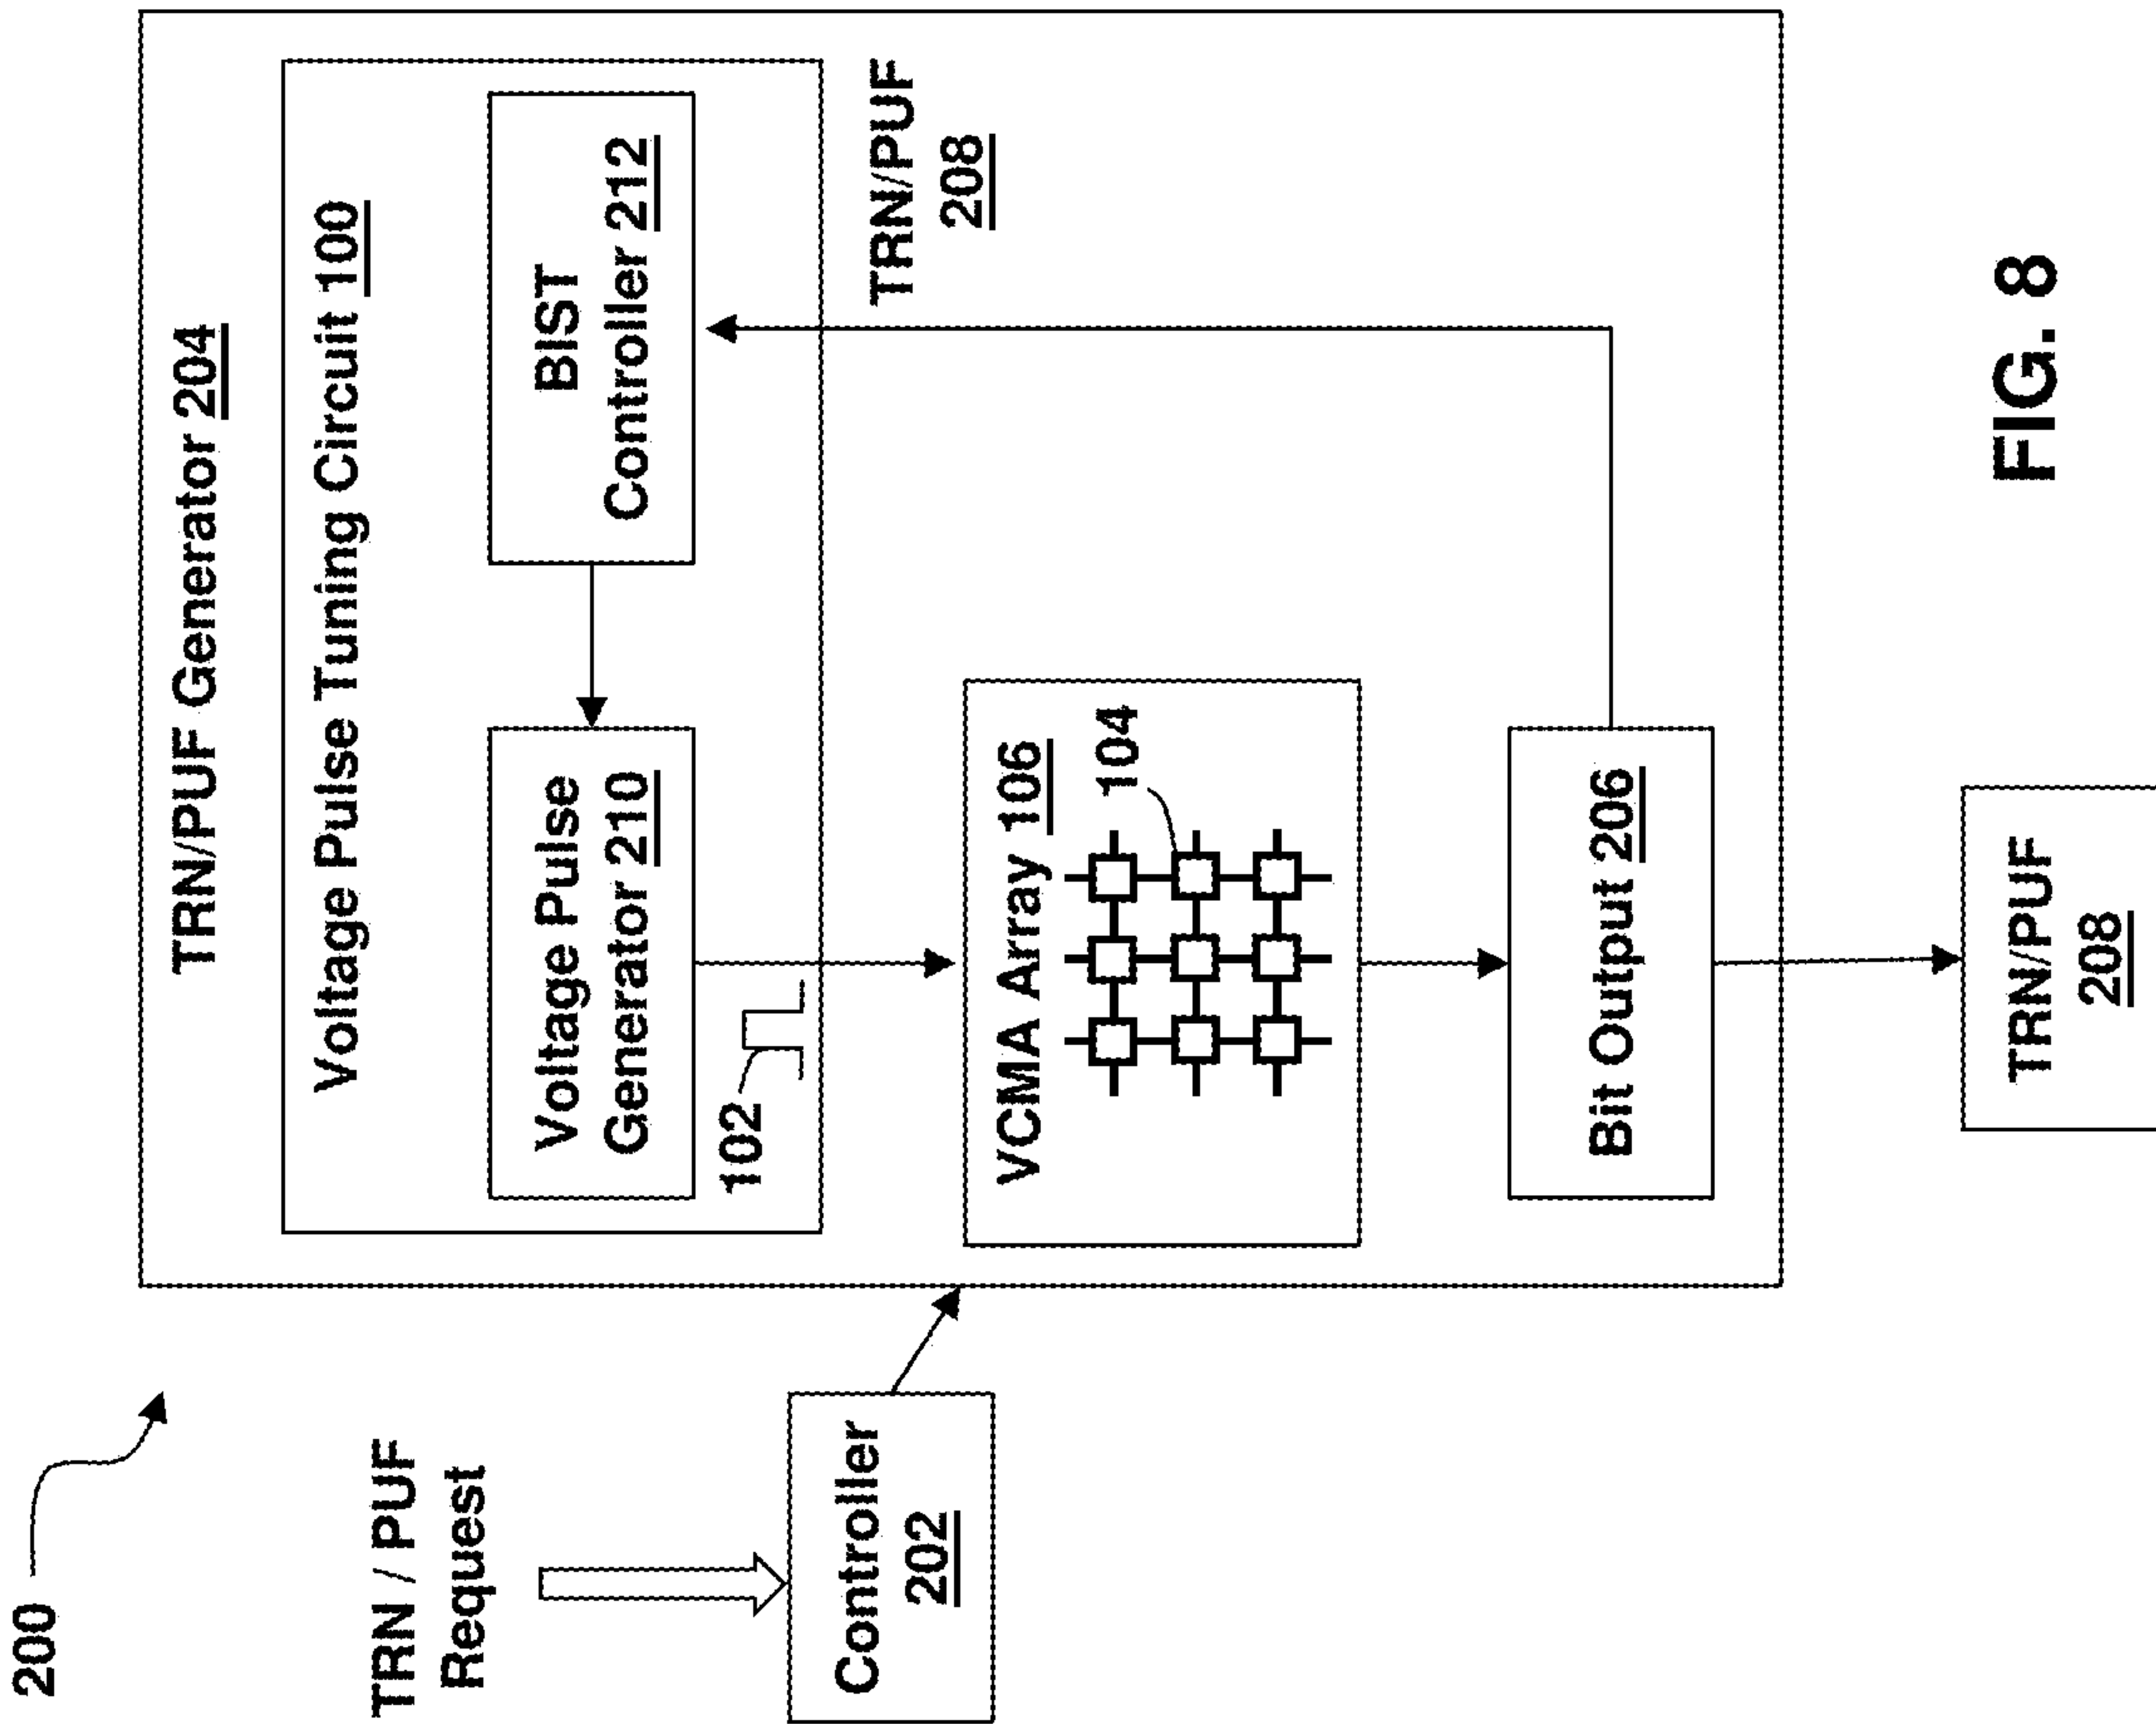 200
TRN / PUF
Request
Controller
202
TRN/PUF Generator 204
Voltage Pulse Tuning Circuit 100
Voltage Pulse
Generator 210
BIST
Controller 212
102
TRN/PUF
208
VCMA Array 106
104
Bit Output 206
TRN/PUF
208
FIG. 8